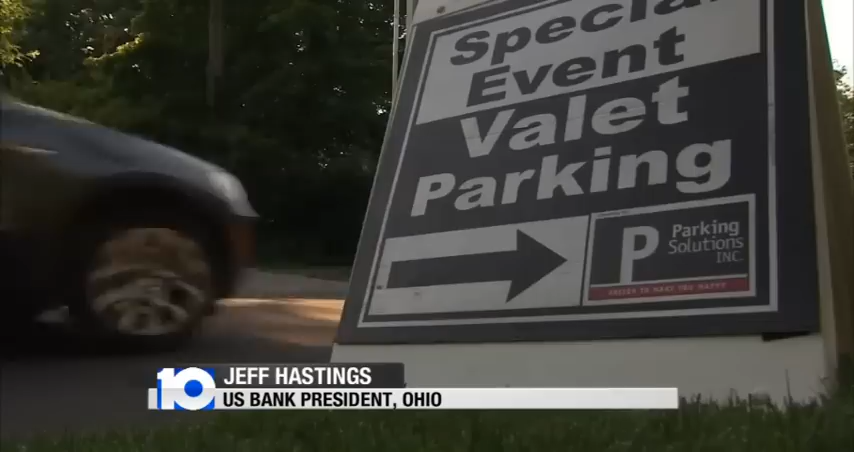 Special
Event
Valet
Parking
P Parking
Solutions
INC.
10 JEFF HASTINGS
US BANK PRESIDENT, OHIO